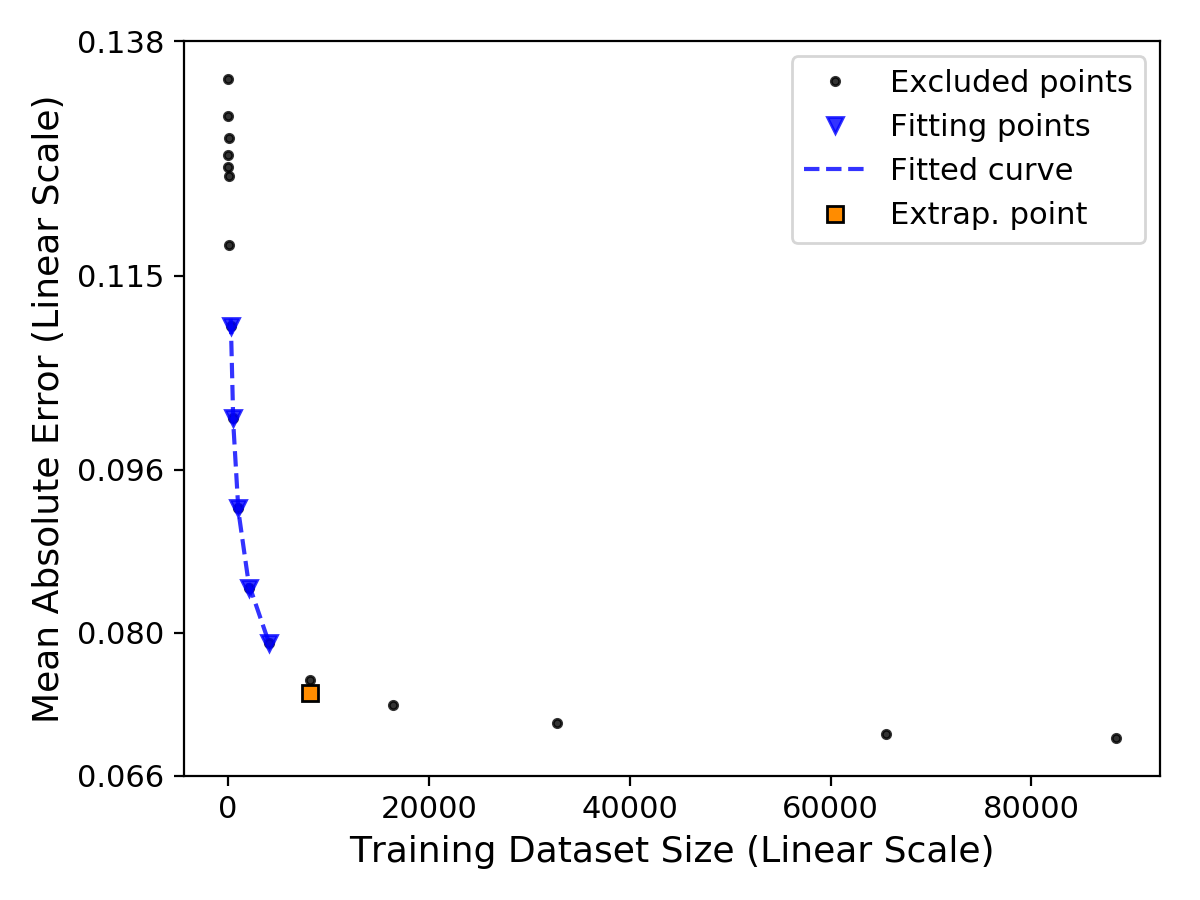 0.138
0.115
0.096
0.080
0.066
Mean Absolute Error (Linear Scale)
Excluded points
Fitting points
Fitted curve
Extrap. point
0
20000
40000
60000
80000
Training Dataset Size (Linear Scale)